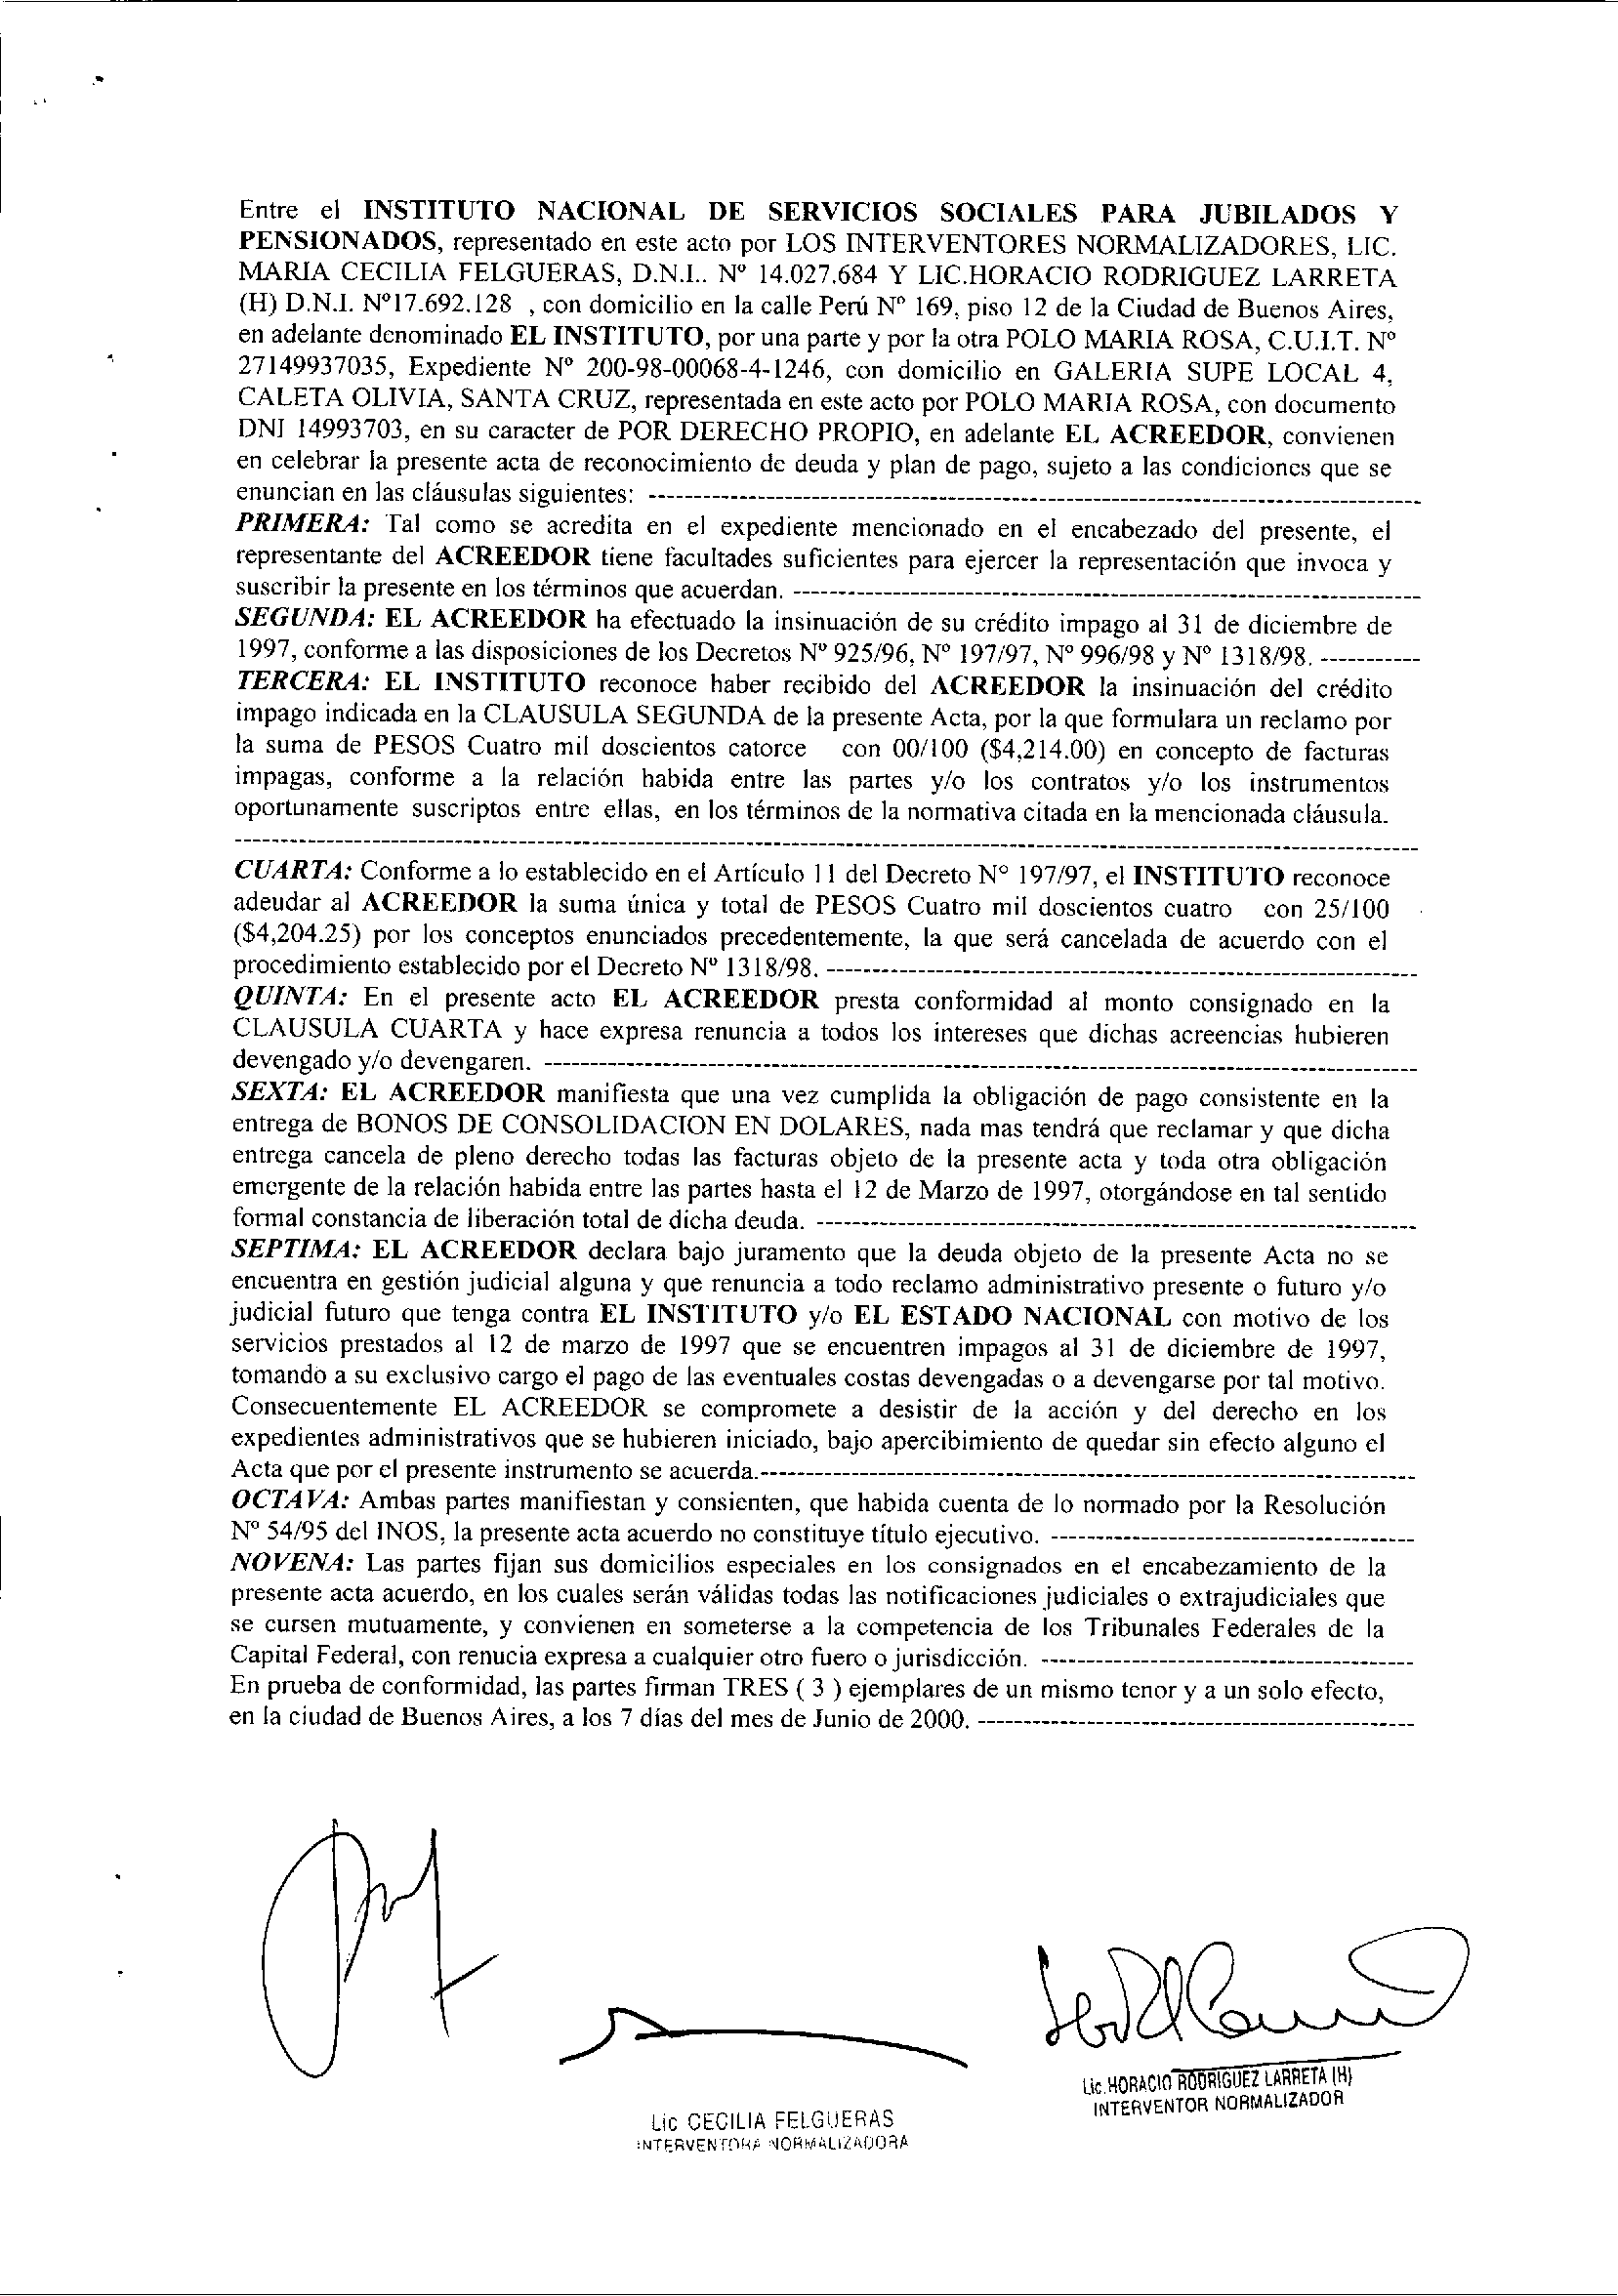 Entre el INSTITUTO NACIONAL DE SERVICIOS SOCIALES PARA JUBILADOS Y
PENSIONADOS, representado en este acto por LOS INTERVENTORES NORMALIZADORES, LIC.
MARIA CECILIA FELGUERAS, D.N.I.. Nº 14.027.684 Y LIC.HORACIO RODRIGUEZ LARRETA
(H) D.N.I. Nº17.692.128 , con domicilio en la calle Perú Nº 169, piso 12 de la Ciudad de Buenos Aires,
en adelante denominado EL INSTITUTO, por una parte y por la otra POLO MARIA ROSA, C.U.I.T. Nº
27149937035, Expediente Nº 200-98-00068-4-1246, con domicilio en GALERIA SUPE LOCAL 4,
CALETA OLIVIA, SANTA CRUZ, representada en este acto por POLO MARIA ROSA, con documento
DNI 14993703, en su caracter de POR DERECHO PROPIO, en adelante EL ACREEDOR, convienen
en celebrar la presente acta de reconocimiento de deuda y plan de pago, sujeto a las condiciones que se
enuncian en las cláusulas siguientes: ------------------------------------------------------------
PRIMERA: Tal como se acredita en el expediente mencionado en el encabezado del presente, el
representante del ACREEDOR tiene facultades suficientes para ejercer la representación que invoca y
suscribir la presente en los términos que acuerdan. ------------------------------------------------
SEGUNDA: EL ACREEDOR ha efectuado la insinuación de su crédito impago al 31 de diciembre de
1997, conforme a las disposiciones de los Decretos Nº 925/96, Nº 197/97, Nº 996/98 y Nº 1318/98. -----------
TERCERA: EL INSTITUTO reconoce haber recibido del ACREEDOR la insinuación del crédito
impago indicada en la CLAUSULA SEGUNDA de la presente Acta, por la que formulara un reclamo por
la suma de PESOS Cuatro mil doscientos catorce con 00/100 ($4,214.00) en concepto de facturas
impagas, conforme a la relación habida entre las partes y/o los contratos y/o los instrumentos
oportunamente suscriptos entre ellas, en los términos de la normativa citada en la mencionada cláusula.
------------------------------------------------------------------------------------------
CUARTA: Conforme a lo establecido en el Artículo 11 del Decreto Nº 197/97, el INSTITUTO reconoce
adeudar al ACREEDOR la suma única y total de PESOS Cuatro mil doscientos cuatro con 25/100
($4,204.25) por los conceptos enunciados precedentemente, la que será cancelada de acuerdo con el
procedimiento establecido por el Decreto Nº 1318/98. ----------------------------------------------
QUINTA: En el presente acto EL ACREEDOR presta conformidad al monto consignado en la
CLAUSULA CUARTA y hace expresa renuncia a todos los intereses que dichas acreencias hubieren
devengado y/o devengaren. ------------------------------------------------------------------
SEXTA: EL ACREEDOR manifiesta que una vez cumplida la obligación de pago consistente en la
entrega de BONOS DE CONSOLIDACION EN DOLARES, nada mas tendrá que reclamar y que dicha
entrega cancela de pleno derecho todas las facturas objeto de la presente acta y toda otra obligación
emergente de la relación habida entre las partes hasta el 12 de Marzo de 1997, otorgándose en tal sentido
formal constancia de liberación total de dicha deuda. ----------------------------------------------
SEPTIMA: EL ACREEDOR declara bajo juramento que la deuda objeto de la presente Acta no se
encuentra en gestión judicial alguna y que renuncia a todo reclamo administrativo presente o futuro y/o
judicial futuro que tenga contra EL INSTITUTO y/o EL ESTADO NACIONAL con motivo de los
servicios prestados al 12 de marzo de 1997 que se encuentren impagos al 31 de diciembre de 1997,
tomando a su exclusivo cargo el pago de las eventuales costas devengadas o a devengarse por tal motivo.
Consecuentemente EL ACREEDOR se compromete a desistir de la acción y del derecho en los
expedientes administrativos que se hubieren iniciado, bajo apercibimiento de quedar sin efecto alguno el
Acta que por el presente instrumento se acuerda.--------------------------------------------------
OCTAVA: Ambas partes manifiestan y consienten, que habida cuenta de lo normado por la Resolución
Nº 54/95 del INOS, la presente acta acuerdo no constituye título ejecutivo. -----------------------------
NOVENA: Las partes fijan sus domicilios especiales en los consignados en el encabezamiento de la
presente acta acuerdo, en los cuales serán válidas todas las notificaciones judiciales o extrajudiciales que
se cursen mutuamente, y convienen en someterse a la competencia de los Tribunales Federales de la
Capital Federal, con renucia expresa a cualquier otro fuero o jurisdicción. -----------------------------
En prueba de conformidad, las partes firman TRES ( 3 ) ejemplares de un mismo tenor y a un solo efecto,
en la ciudad de Buenos Aires, a los 7 días del mes de Junio de 2000. ----------------------------------
Lic. HORACIO RODRIGUEZ LARRETA (H)
INTERVENTOR NORMALIZADOR
Lic CECILIA FELGUERAS
INTERVENTORA NORMALIZADORA